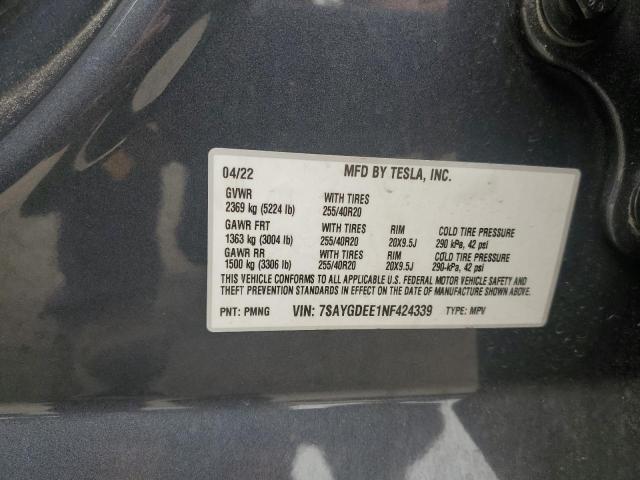 04/22 MFD BY TESLA, INC.
GVWR WITH TIRES
2369 kg (5224 lb) 255/40R20
GAWR FRT WITH TIRES RIM COLD TIRE PRESSURE
1363 kg (3004 lb) 255/40R20 20X9.5J 290 kPa, 42 psi
GAWR RR WITH TIRES RIM COLD TIRE PRESSURE
1500 kg (3306 lb) 255/40R20 20X9.5J 290-kPa, 42 psi
THIS VEHICLE CONFORMS TO ALL APPLICABLE U.S. FEDERAL MOTOR VEHICLE SAFETY AND
THEFT PREVENTION STANDARDS IN EFFECT ON THE DATE OF MANUFACTURE SHOWN ABOVE.
PNT: PMNG VIN: 7SAYGDEE1NF424339 TYPE: MPV